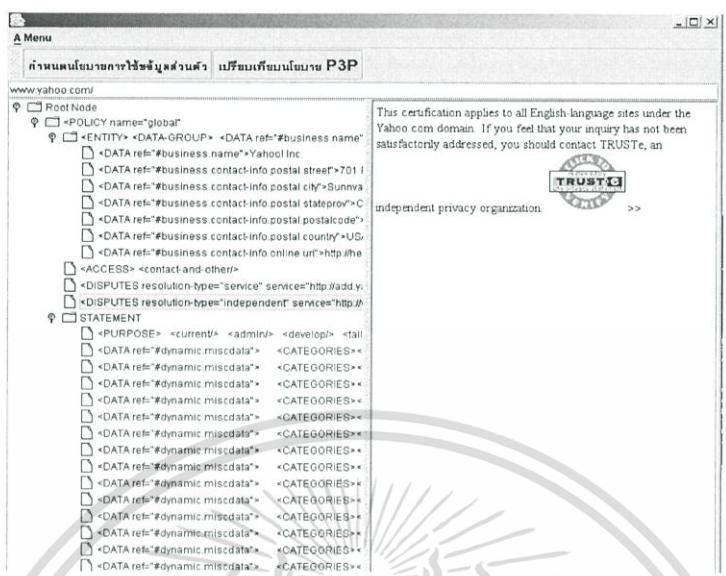 A Menu
กำหนดนโยบายการใช้ข้อมูลส่วนตัว เปรียบเทียบนโยบาย P3P
www.yahoo.com/
Root Node
<POLICY name="global"
<ENTITY> <DATA-GROUP> <DATA ref="#business name"
<DATA ref="#business.name">Yahoo! Inc
<DATA ref="#business.contact-info.postal.street">701
<DATA ref="#business.contact-info.postal.city">Sunnyva
<DATA ref="#business.contact-info.postal.stateprov">C
<DATA ref="#business.contact-info.postal.postalcode">
<DATA ref="#business.contact-info.postal.country">US
<DATA ref="#business.contact-info.online.uri">http://he
<ACCESS> <contact-and-other/>
<DISPUTES resolution-type="service" service="http://add.y
<DISPUTES resolution-type="independent" service="http://
STATEMENT
<PURPOSE> <current/> <admin/> <develop/> <tail
<DATA ref="#dynamic.miscdata"> <CATEGORIES><
<DATA ref="#dynamic.miscdata"> <CATEGORIES><
<DATA ref="#dynamic.miscdata"> <CATEGORIES><
<DATA ref="#dynamic.miscdata"> <CATEGORIES><
<DATA ref="#dynamic.miscdata"> <CATEGORIES><
<DATA ref="#dynamic.miscdata"> <CATEGORIES><
<DATA ref="#dynamic.miscdata"> <CATEGORIES><
<DATA ref="#dynamic.miscdata"> <CATEGORIES><
<DATA ref="#dynamic.miscdata"> <CATEGORIES><
<DATA ref="#dynamic.miscdata"> <CATEGORIES><
<DATA ref="#dynamic.miscdata"> <CATEGORIES><
<DATA ref="#dynamic.miscdata"> <CATEGORIES><
<DATA ref="#dynamic.miscdata"> <CATEGORIES><
<DATA ref="#dynamic.miscdata"> <CATEGORIES><
This certification applies to all English-language sites under the
Yahoo.com domain. If you feel that your inquiry has not been
satisfactorily addressed, you should contact TRUSTe, an
CLICK TO
TRUSTe
VERIFY
independent privacy organization. >>